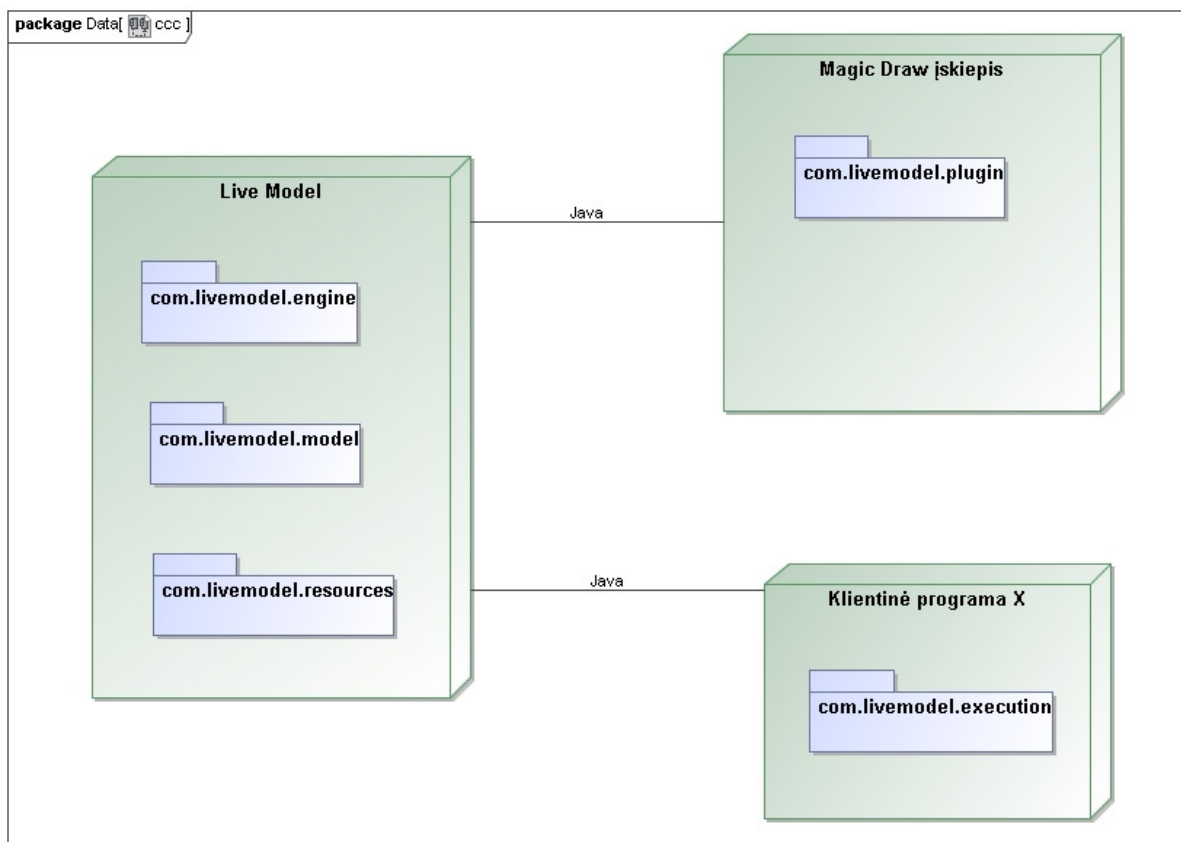 package Data[ ccc ]
Magic Draw įskiepis
com.livemodel.plugin
Live Model
Java
com.livemodel.engine
com.livemodel.model
com.livemodel.resources
Java
Klientinė programa X
com.livemodel.execution